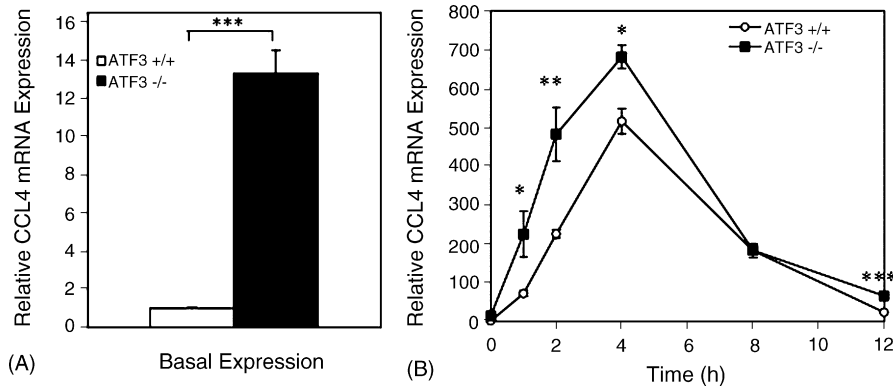 Relative CCL4 mRNA Expression
16
14
12
10
8
6
4
2
0
***
ATF3 +/+
ATF3 -/-
Basal Expression
(A)
Relative CCL4 mRNA Expression
800
700
600
500
400
300
200
100
0
*
**
*
***
ATF3 +/+
ATF3 -/-
0 2 4 6 8 10 12
Time (h)
(B)